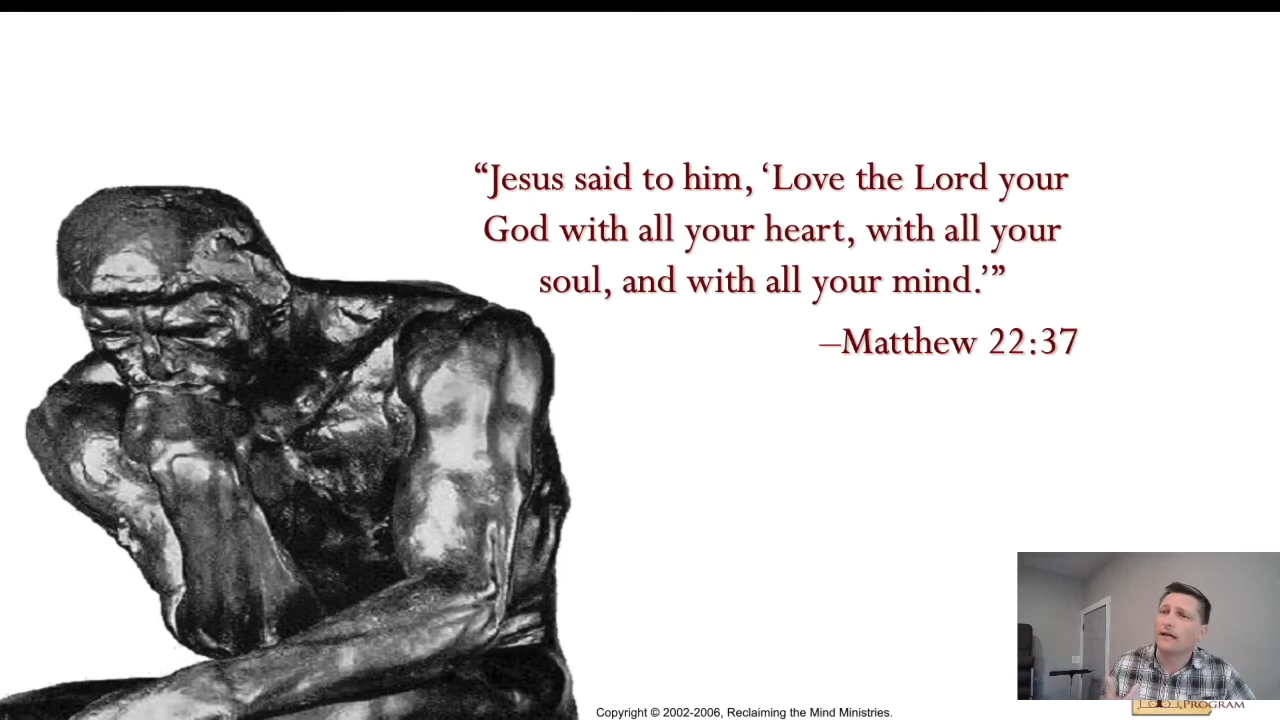 “Jesus said to him, ‘Love the Lord your
God with all your heart, with all your
soul, and with all your mind.’”
–Matthew 22:37
Copyright © 2002-2006, Reclaiming the Mind Ministries.
PROGRAM